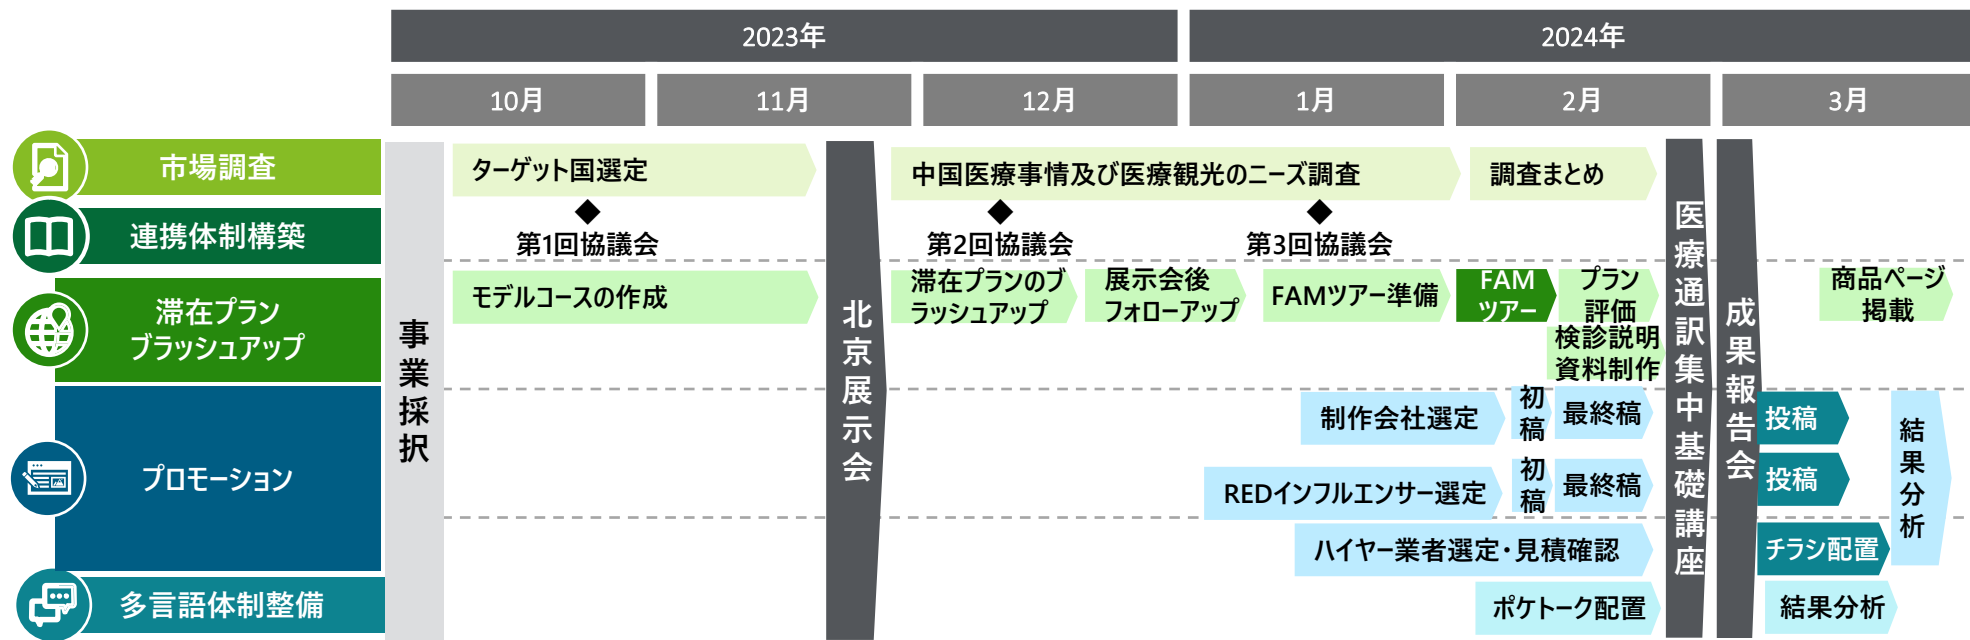 2023年
2024年
10月
11月
12月
1月
2月
3月
市場調査
連携体制構築
滞在プラン
ブラッシュアップ
プロモーション
多言語体制整備
事業採択
ターゲット国選定
北京展示会
中国医療事情及び医療観光のニーズ調査
調査まとめ
医療通訳集中基礎講座
成果報告会
第1回協議会
第2回協議会
第3回協議会
モデルコースの作成
滞在プランのブ
ラッシュアップ
展示会後
フォローアップ
FAMツアー準備
FAM
ツアー
プラン
評価
検診説明
資料制作
商品ページ
掲載
制作会社選定
初
稿
最終稿
投稿
結果分析
REDインフルエンサー選定
初
稿
最終稿
投稿
ハイヤー業者選定・見積確認
チラシ配置
ポケトーク配置
結果分析